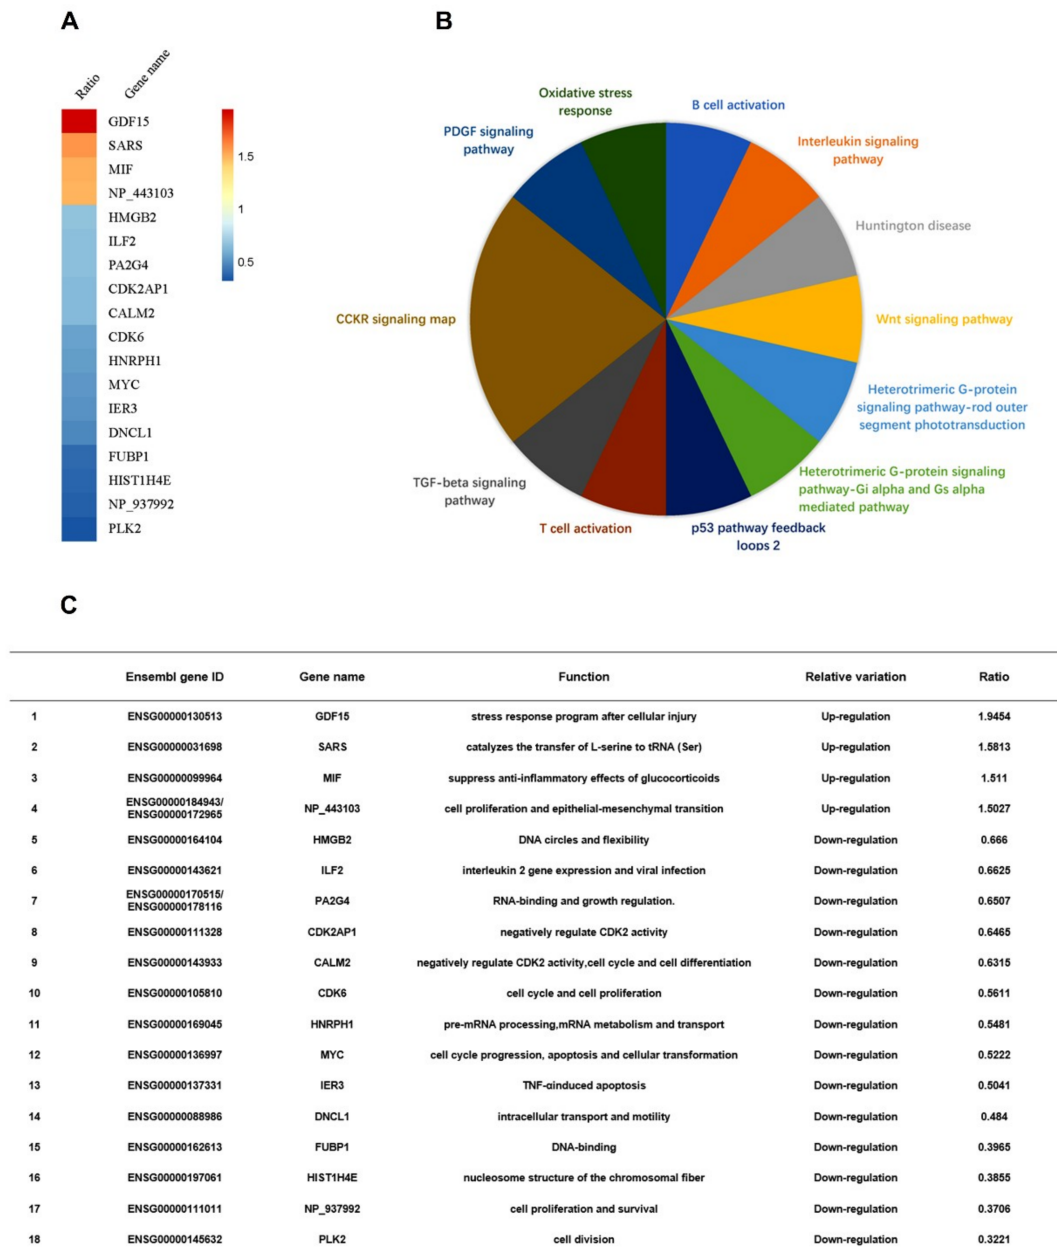 A
B
Ratio
Gene name
GDF15
SARS
MIF
NP_443103
HMGB2
ILF2
PA2G4
CDK2AP1
CALM2
CDK6
HNRPH1
MYC
IER3
DNCL1
FUBP1
HIST1H4E
NP_937992
PLK2
1.5
1
0.5
Oxidative stress
response
B cell activation
PDGF signaling
pathway
Interleukin signaling
pathway
Huntington disease
CCKR signaling map
Wnt signaling pathway
Heterotrimeric G-protein
signaling pathway-rod outer
segment phototransduction
TGF-beta signaling
pathway
Heterotrimeric G-protein signaling
pathway-Gi alpha and Gs alpha
mediated pathway
T cell activation
p53 pathway feedback
loops 2
C
Ensembl gene ID Gene name Function Relative variation Ratio
1 ENSG00000130513 GDF15 stress response program after cellular injury Up-regulation 1.9454
2 ENSG00000031698 SARS catalyzes the transfer of L-serine to tRNA (Ser) Up-regulation 1.5813
3 ENSG00000099964 MIF suppress anti-inflammatory effects of glucocorticoids Up-regulation 1.511
4 ENSG00000184943/
ENSG00000172965 NP_443103 cell proliferation and epithelial-mesenchymal transition Up-regulation 1.5027
5 ENSG00000164104 HMGB2 DNA circles and flexibility Down-regulation 0.666
6 ENSG00000143621 ILF2 interleukin 2 gene expression and viral infection Down-regulation 0.6625
7 ENSG00000170515/
ENSG00000178116 PA2G4 RNA-binding and growth regulation. Down-regulation 0.6507
8 ENSG00000111328 CDK2AP1 negatively regulate CDK2 activity Down-regulation 0.6465
9 ENSG00000143933 CALM2 negatively regulate CDK2 activity,cell cycle and cell differentiation Down-regulation 0.6315
10 ENSG00000105810 CDK6 cell cycle and cell proliferation Down-regulation 0.5611
11 ENSG00000169045 HNRPH1 pre-mRNA processing,mRNA metabolism and transport Down-regulation 0.5481
12 ENSG00000136997 MYC cell cycle progression, apoptosis and cellular transformation Down-regulation 0.5222
13 ENSG00000137331 IER3 TNF-αinduced apoptosis Down-regulation 0.5041
14 ENSG00000088986 DNCL1 intracellular transport and motility Down-regulation 0.484
15 ENSG00000162613 FUBP1 DNA-binding Down-regulation 0.3965
16 ENSG00000197061 HIST1H4E nucleosome structure of the chromosomal fiber Down-regulation 0.3855
17 ENSG00000111011 NP_937992 cell proliferation and survival Down-regulation 0.3706
18 ENSG00000145632 PLK2 cell division Down-regulation 0.3221